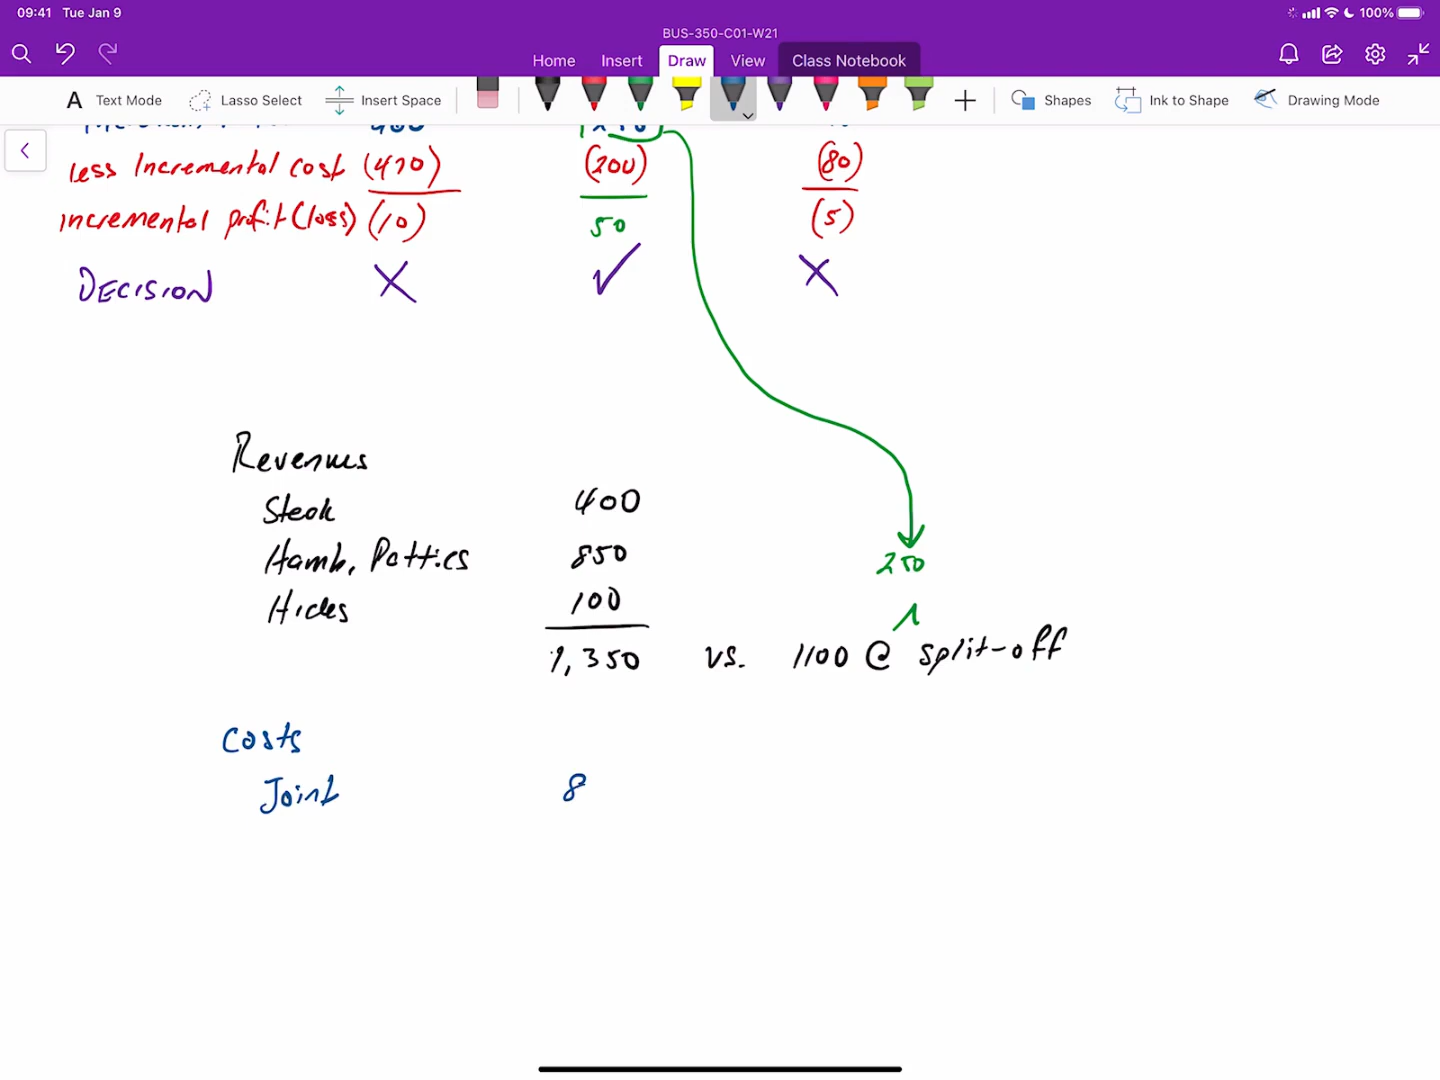 09:41 Tue Jan 9 100%
BUS-350-C01-W21
Home Insert Draw View Class Notebook
A Text Mode Lasso Select Insert Space Shapes Ink to Shape Drawing Mode
less Incremental cost (470) (200) (80)
incremental profit (loss) (10) 50 (5)
DECISION X ✓ X
Revenues
Steak 400
Hamb. Patties 850 250
Hides 100
1,350 vs. 1100 @ split-off
Costs
Joint 8